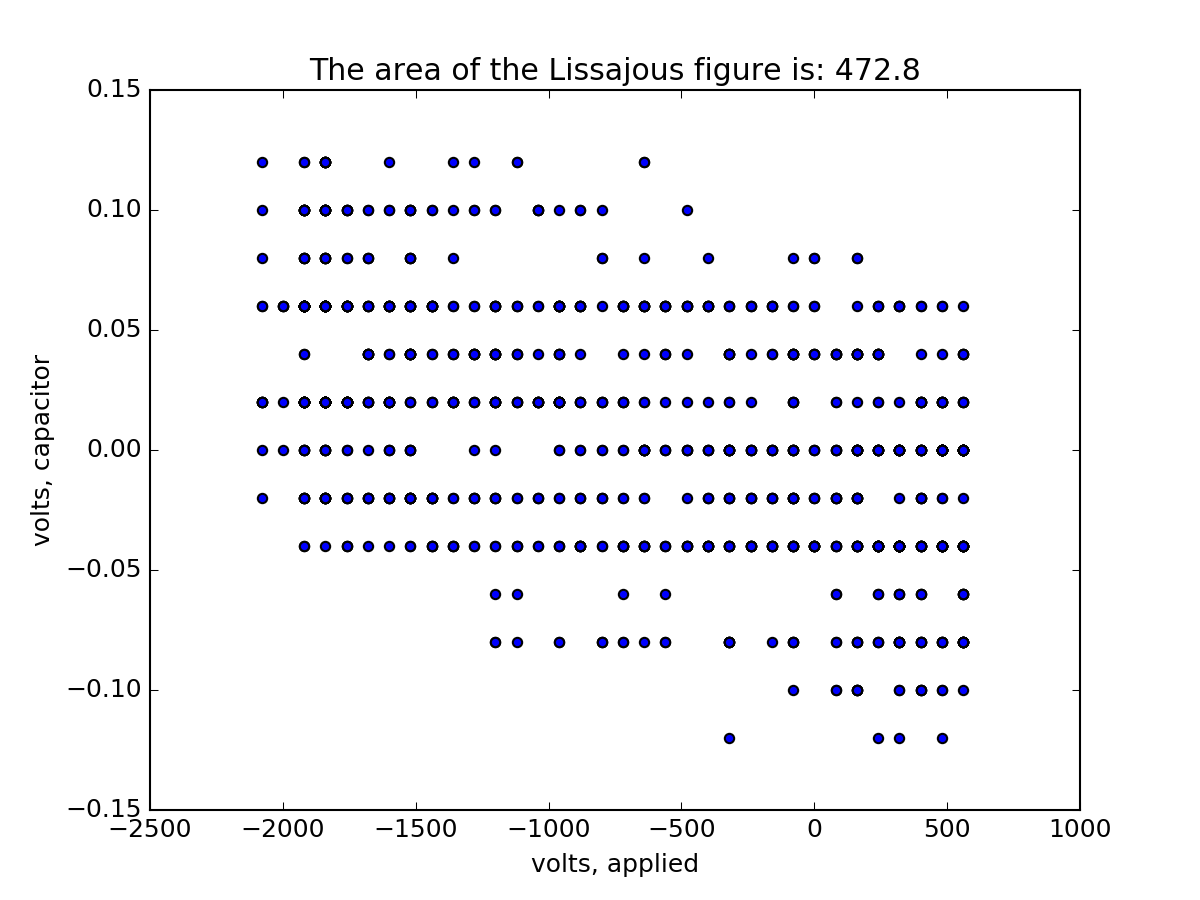 The area of the Lissajous figure is: 472.8
0.15
0.10
0.05
0.00
−0.05
−0.10
−0.15
volts, capacitor
−2500 −2000 −1500 −1000 −500 0 500 1000
volts, applied